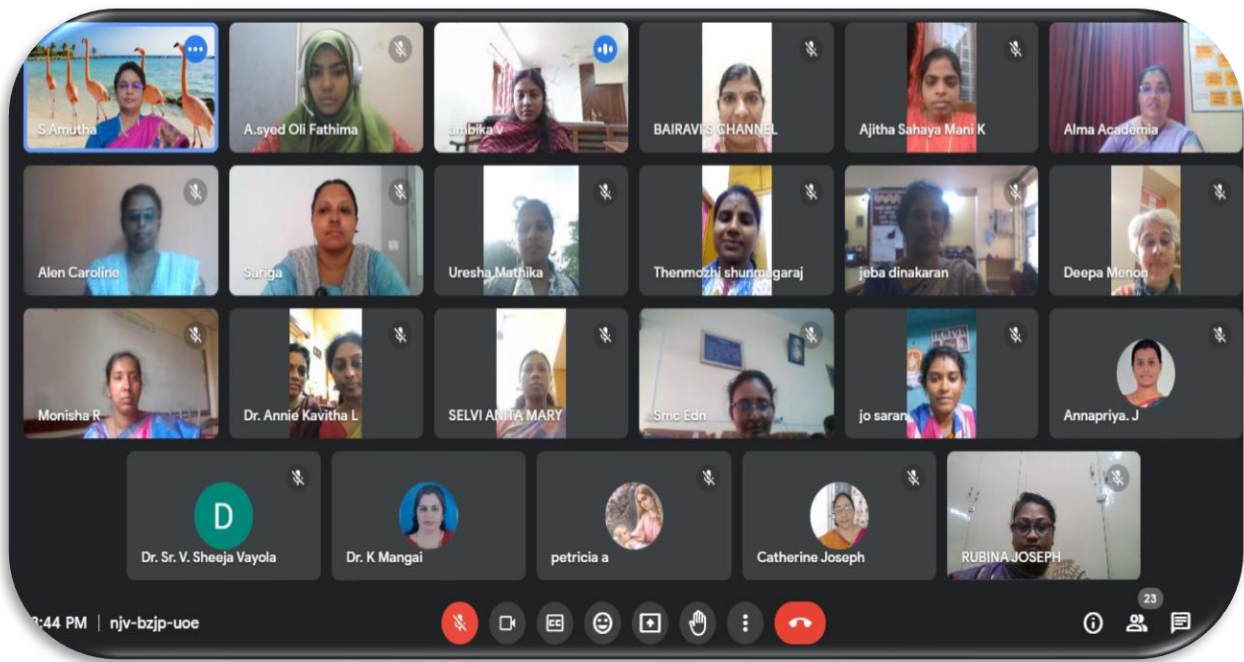 S Amutha
A.syed Oli Fathima
ambika v
BAIRAVI'S CHANNEL
Ajitha Sahaya Mani K
Alma Academia
Alen Caroline
Sariga
Uresha Mathika
Thenmozhi shunmugaraj
jeba dinakaran
Deepa Menon
Monisha R
Dr. Annie Kavitha L
SELVI ANITA MARY
Smc Edn
jo saran
Annapriya. J
D
Dr. Sr. V. Sheeja Vayola
Dr. K Mangai
petricia a
Catherine Joseph
RUBINA JOSEPH
:44 PM | njv-bzjp-uoe
CC
23